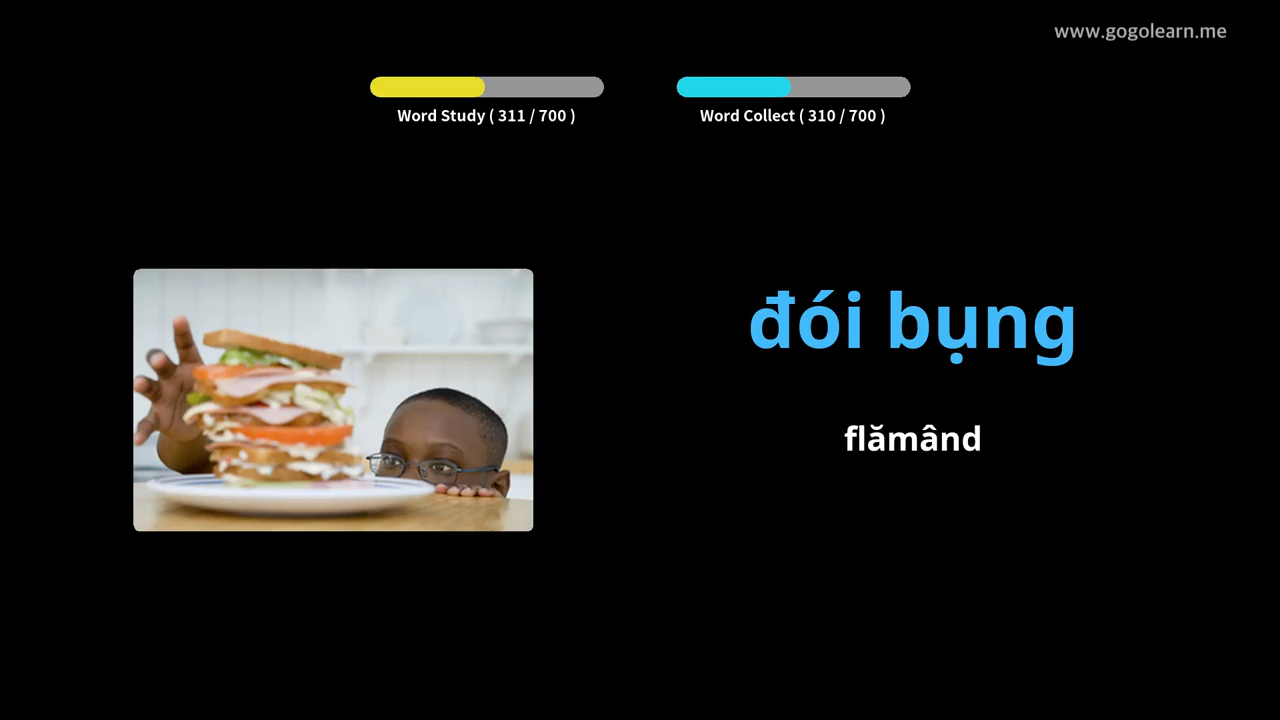 www.gogolearn.me
Word Study ( 311 / 700 )
Word Collect ( 310 / 700 )
đói bụng
flămând